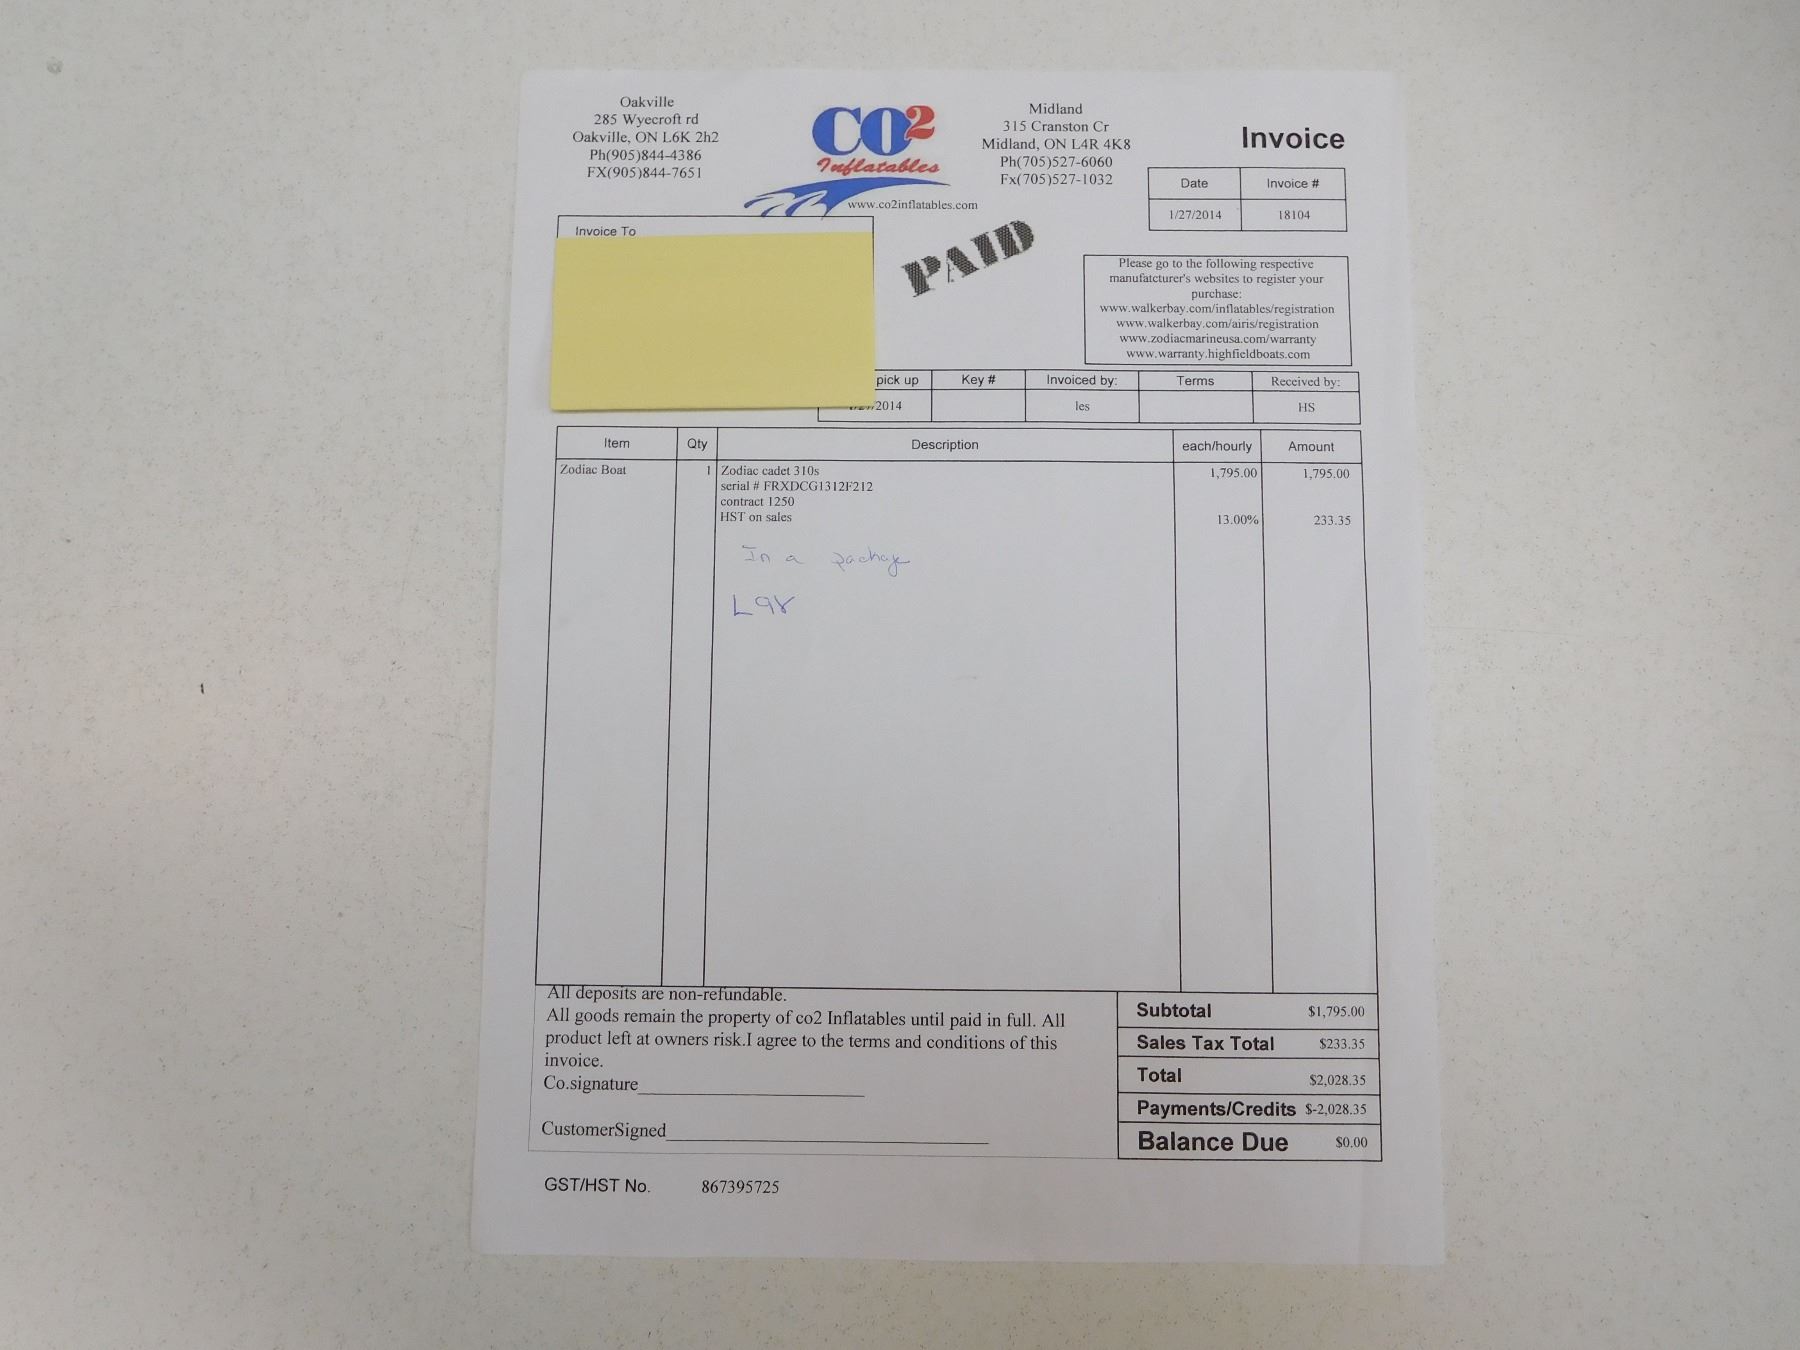 Oakville
285 Wyecroft rd
Oakville, ON L6K 2h2
Ph(905)844-4386
FX(905)844-7651
CO2
Inflatables
www.co2inflatables.com
Midland
315 Cranston Cr
Midland, ON L4R 4K8
Ph(705)527-6060
Fx(705)527-1032
Invoice
Date Invoice #
1/27/2014 18104
Invoice To
PAID
Please go to the following respective
manufatcturer's websites to register your
purchase:
www.walkerbay.com/inflatables/registration
www.walkerbay.com/airis/registration
www.zodiacmarineusa.com/warranty
www.warranty.highfieldboats.com
pick up Key # Invoiced by: Terms Received by:
/2014 les HS
Item Qty Description each/hourly Amount
Zodiac Boat 1 Zodiac cadet 310s 1,795.00 1,795.00
serial # FRXDCG1312F212
contract 1250
HST on sales 13.00% 233.35
In a package
L98
All deposits are non-refundable.
All goods remain the property of co2 Inflatables until paid in full. All
product left at owners risk.I agree to the terms and conditions of this
invoice.
Co.signature
CustomerSigned
Subtotal $1,795.00
Sales Tax Total $233.35
Total $2,028.35
Payments/Credits $-2,028.35
Balance Due $0.00
GST/HST No. 867395725